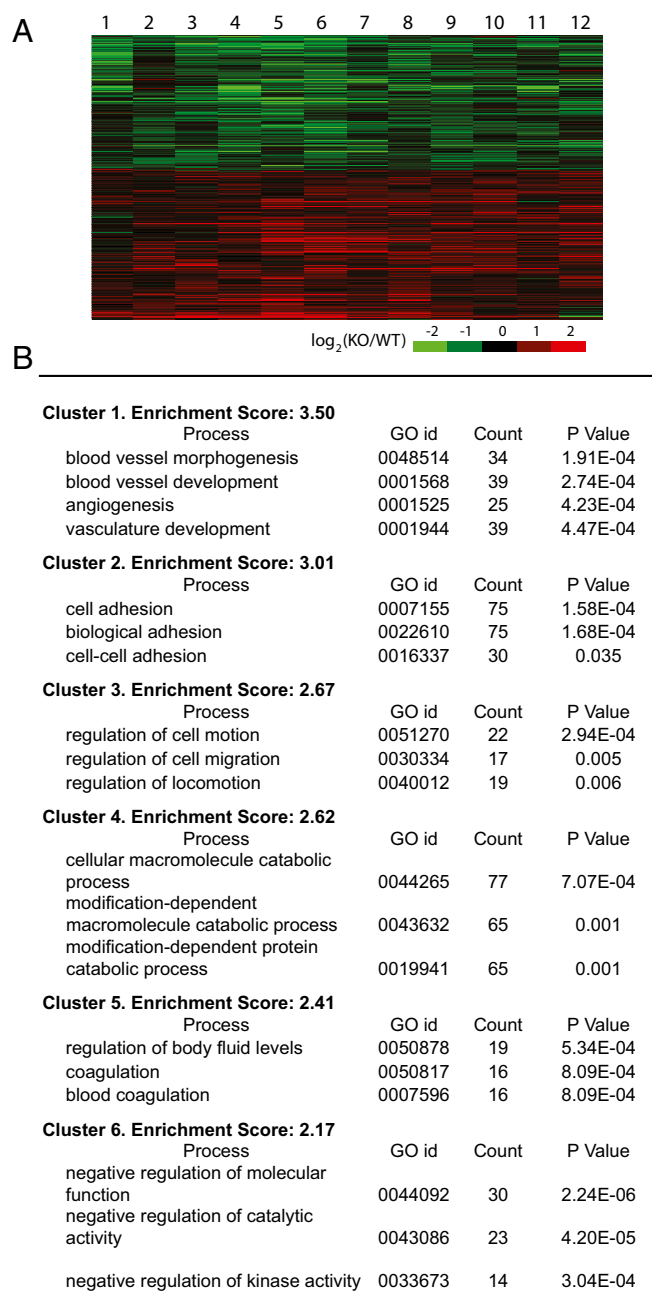 A
1 2 3 4 5 6 7 8 9 10 11 12
log2(KO/WT) -2 -1 0 1 2
B
Cluster 1. Enrichment Score: 3.50
Process GO id Count P Value
blood vessel morphogenesis 0048514 34 1.91E-04
blood vessel development 0001568 39 2.74E-04
angiogenesis 0001525 25 4.23E-04
vasculature development 0001944 39 4.47E-04
Cluster 2. Enrichment Score: 3.01
Process GO id Count P Value
cell adhesion 0007155 75 1.58E-04
biological adhesion 0022610 75 1.68E-04
cell-cell adhesion 0016337 30 0.035
Cluster 3. Enrichment Score: 2.67
Process GO id Count P Value
regulation of cell motion 0051270 22 2.94E-04
regulation of cell migration 0030334 17 0.005
regulation of locomotion 0040012 19 0.006
Cluster 4. Enrichment Score: 2.62
Process GO id Count P Value
cellular macromolecule catabolic
process 0044265 77 7.07E-04
modification-dependent
macromolecule catabolic process 0043632 65 0.001
modification-dependent protein
catabolic process 0019941 65 0.001
Cluster 5. Enrichment Score: 2.41
Process GO id Count P Value
regulation of body fluid levels 0050878 19 5.34E-04
coagulation 0050817 16 8.09E-04
blood coagulation 0007596 16 8.09E-04
Cluster 6. Enrichment Score: 2.17
Process GO id Count P Value
negative regulation of molecular
function 0044092 30 2.24E-06
negative regulation of catalytic
activity 0043086 23 4.20E-05
negative regulation of kinase activity 0033673 14 3.04E-04